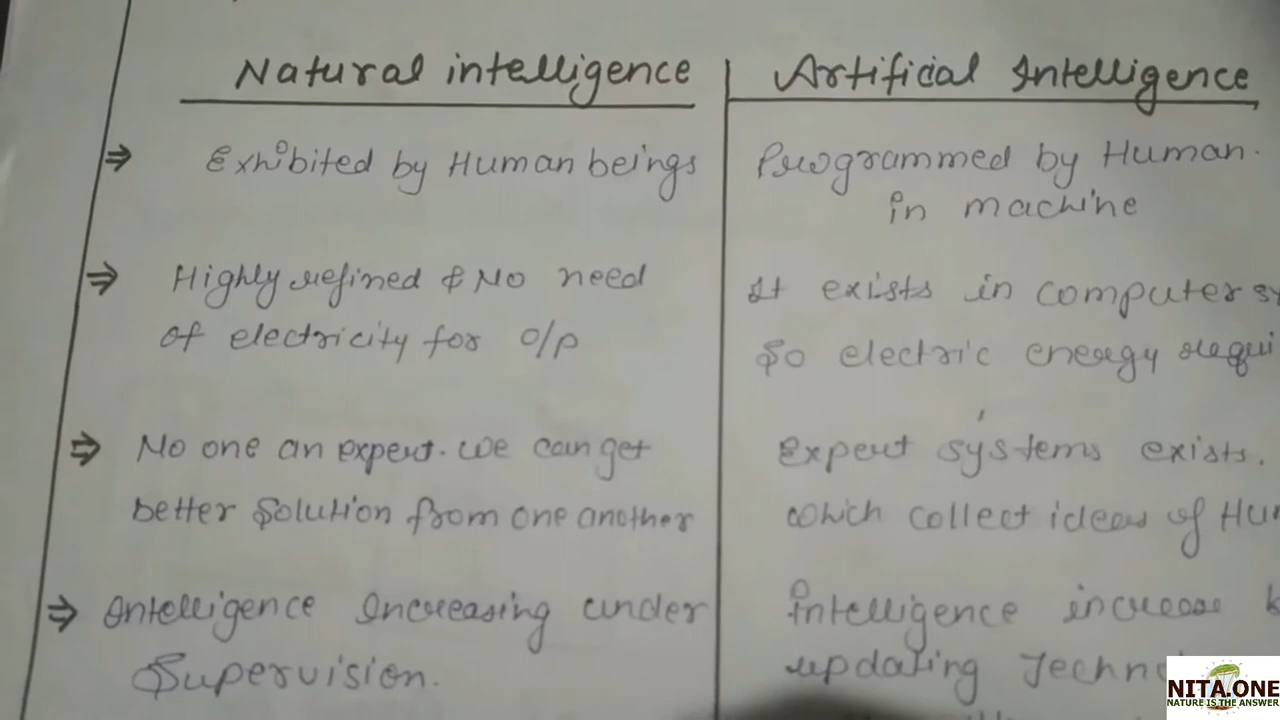 Natural intelligence
Artificial Intelligence
⇒ Exhibited by Human beings
Programmed by Human.
in machine
⇒ Highly refined & No need
of electricity for O/P
It exists in computer
So electric energy
⇒ No one an expert. We can get
better solution from one another
Expert systems exists.
Which collect ideas of
⇒ Intelligence Increasing under
Supervision.
intelligence increase
updating
NITA.ONE
NATURE IS THE ANSWER